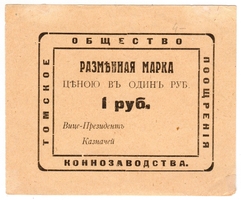 ОБЩЕСТВО
ТОМСКОЕ
ПООЩРЕНІЯ
РАЗМѢННАЯ МАРКА
ЦѢНОЮ ВЪ ОДИНЪ РУБ
1 руб.
Вице-Президентъ
Казначей
КОННОЗАВОДСТВА.